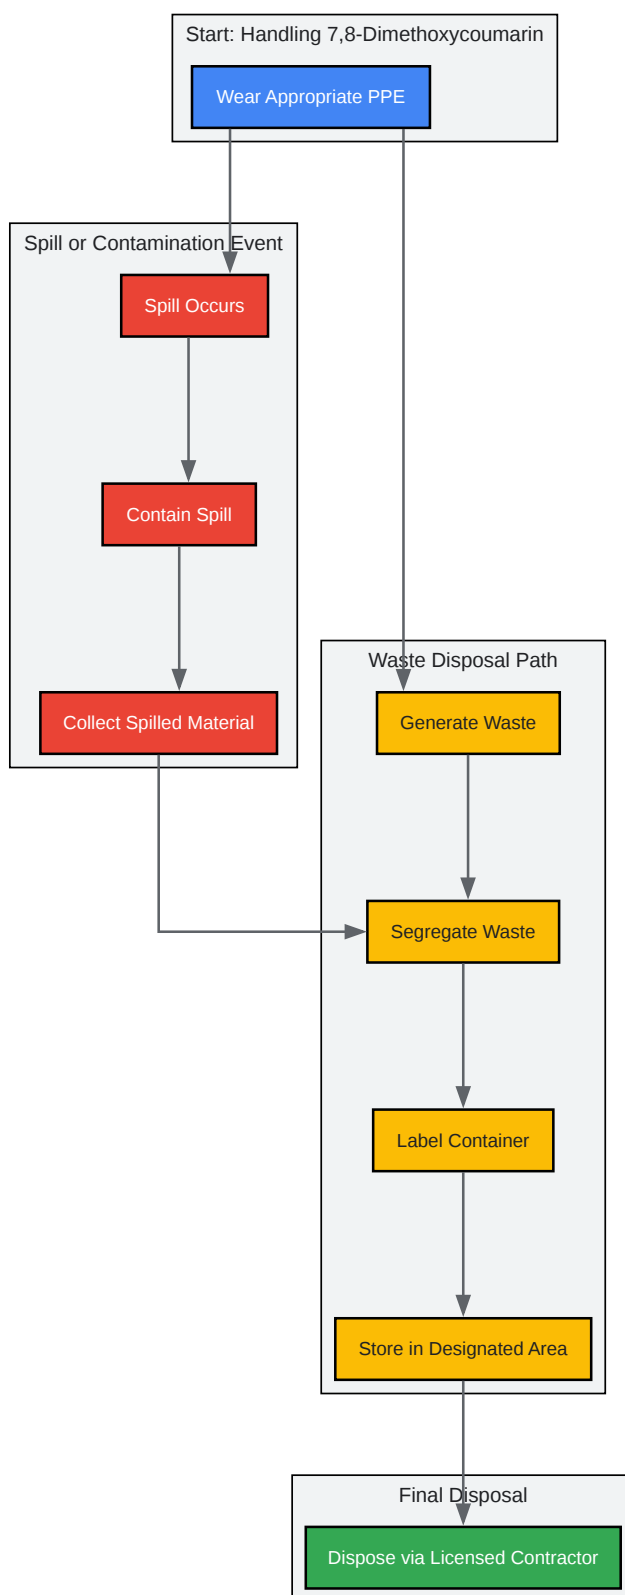 Start: Handling 7,8-Dimethoxycoumarin
Wear Appropriate PPE
Spill or Contamination Event
Spill Occurs
Contain Spill
Collect Spilled Material
Waste Disposal Path
Generate Waste
Segregate Waste
Label Container
Store in Designated Area
Final Disposal
Dispose via Licensed Contractor